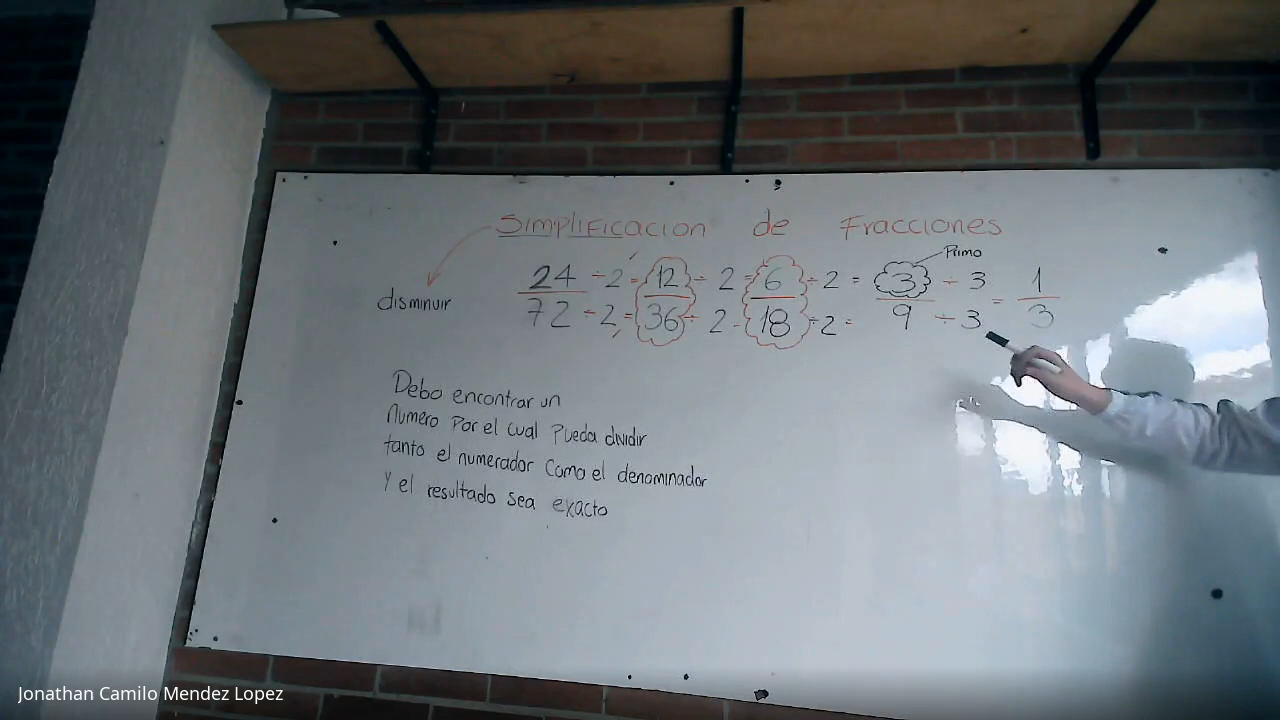 Simplificacion de Fracciones
Primo
disminuir
24/72 ÷2/÷2 = 12/36 ÷2/÷2 = 6/18 ÷2/÷2 = 3/9 ÷3/÷3 = 1/3
Debo encontrar un
Numero Por el cual Pueda dividir
tanto el numerador Como el denominador
Y el resultado sea exacto
Jonathan Camilo Mendez Lopez